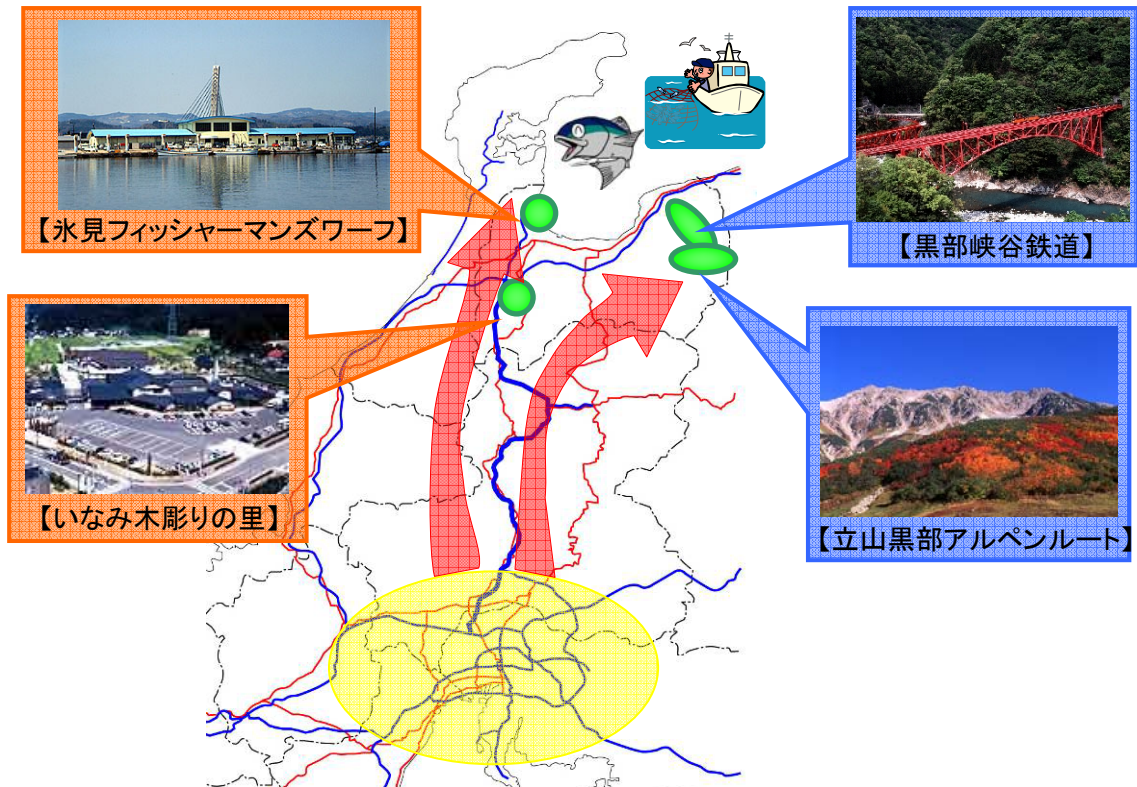 【氷見フィッシャーマンズワーフ】
【黒部峡谷鉄道】
【いなみ木彫りの里】
【立山黒部アルペンルート】